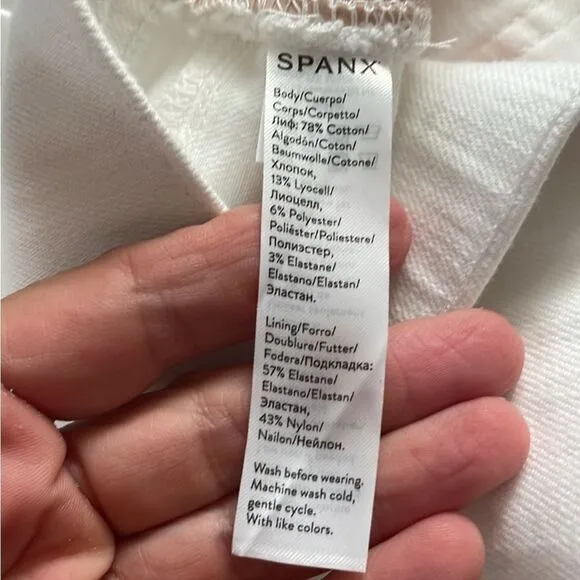 SPANX
Body/Cuerpo/
Corps/Corpetto/
Лиф: 78% Cotton/
Algodón/Coton/
Baumwolle/Cotone/
Хлопок,
13% Lyocell/
Лиоцелл,
6% Polyester/
Poliéster/Poliestere/
Полиэстер,
3% Elastane/
Elastano/Elastan/
Эластан.
Lining/Forro/
Doublure/Futter/
Fodera/Подкладка:
57% Elastane/
Elastano/Elastan/
Эластан,
43% Nylon/
Nailon/Нейлон.
Wash before wearing.
Machine wash cold,
gentle cycle.
With like colors.